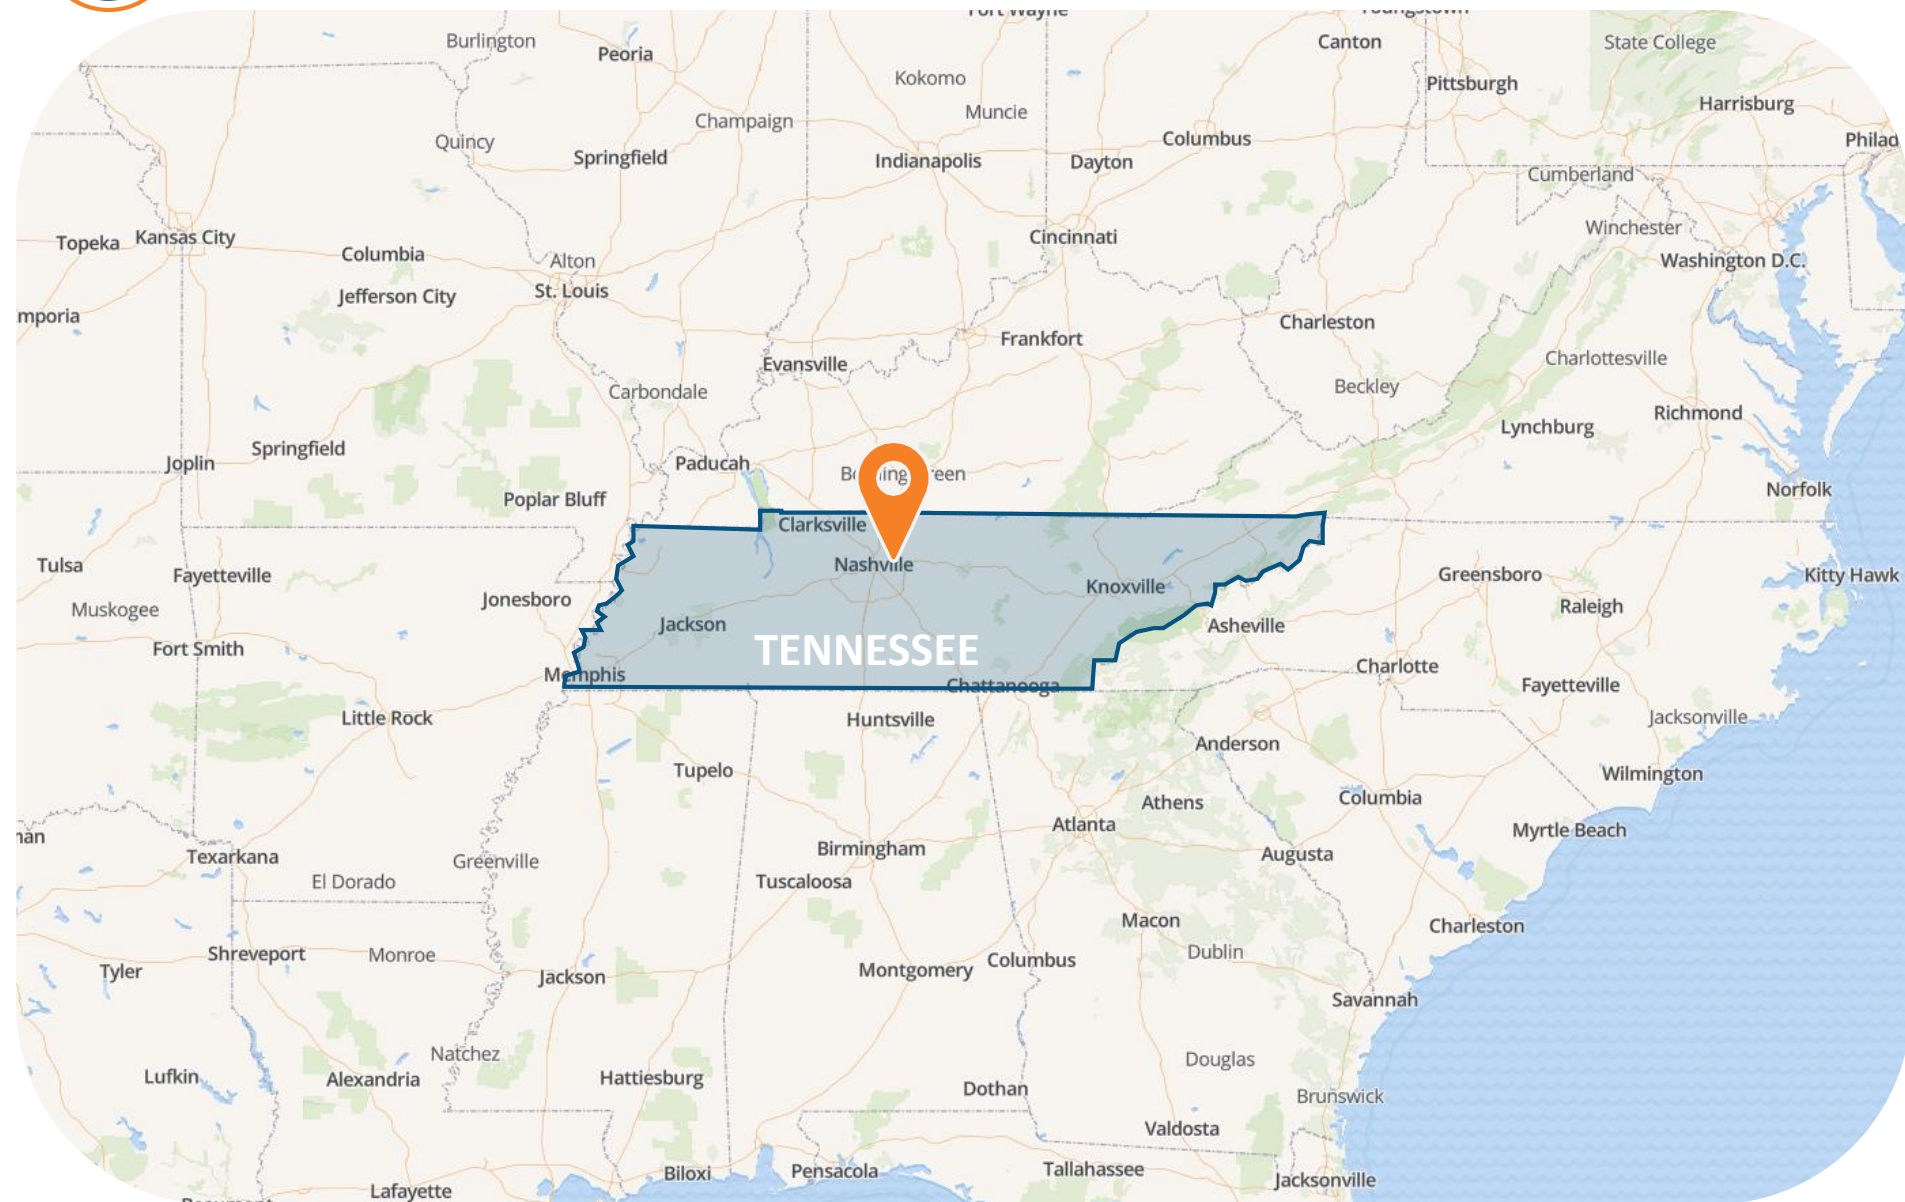 Fort Wayne
Youngstown
Burlington
Peoria
Canton
State College
Kokomo
Pittsburgh
Harrisburg
Muncie
Champaign
Quincy
Columbus
Philad
Springfield
Indianapolis
Dayton
Cumberland
Winchester
Topeka
Kansas City
Cincinnati
Columbia
Alton
Washington D.C.
St. Louis
Jefferson City
mporia
Charleston
Frankfort
Evansville
Charlottesville
Carbondale
Beckley
Richmond
Lynchburg
Springfield
Joplin
Paducah
Norfolk
Poplar Bluff
Clarksville
Tulsa
Fayetteville
Nashville
Greensboro
Kitty Hawk
Knoxville
Jonesboro
Muskogee
Raleigh
Jackson
Asheville
Fort Smith
TENNESSEE
Charlotte
Memphis
Chattanooga
Fayetteville
Little Rock
Huntsville
Jacksonville
Anderson
Tupelo
Wilmington
Columbia
Athens
Atlanta
Myrtle Beach
Birmingham
Augusta
Texarkana
Greenville
El Dorado
Tuscaloosa
Macon
Charleston
Dublin
Shreveport
Monroe
Columbus
Tyler
Jackson
Montgomery
Savannah
Natchez
Douglas
Lufkin
Alexandria
Hattiesburg
Dothan
Brunswick
Valdosta
Biloxi
Pensacola
Tallahassee
Jacksonville
Lafayette